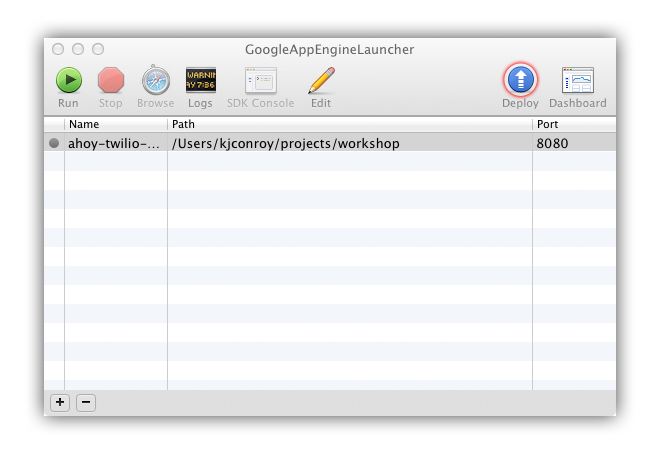 GoogleAppEngineLauncher
WARNIN
AY 7:36
Run Stop Browse Logs SDK Console Edit Deploy Dashboard
Name Path Port
ahoy-twilio-... /Users/kjconroy/projects/workshop 8080